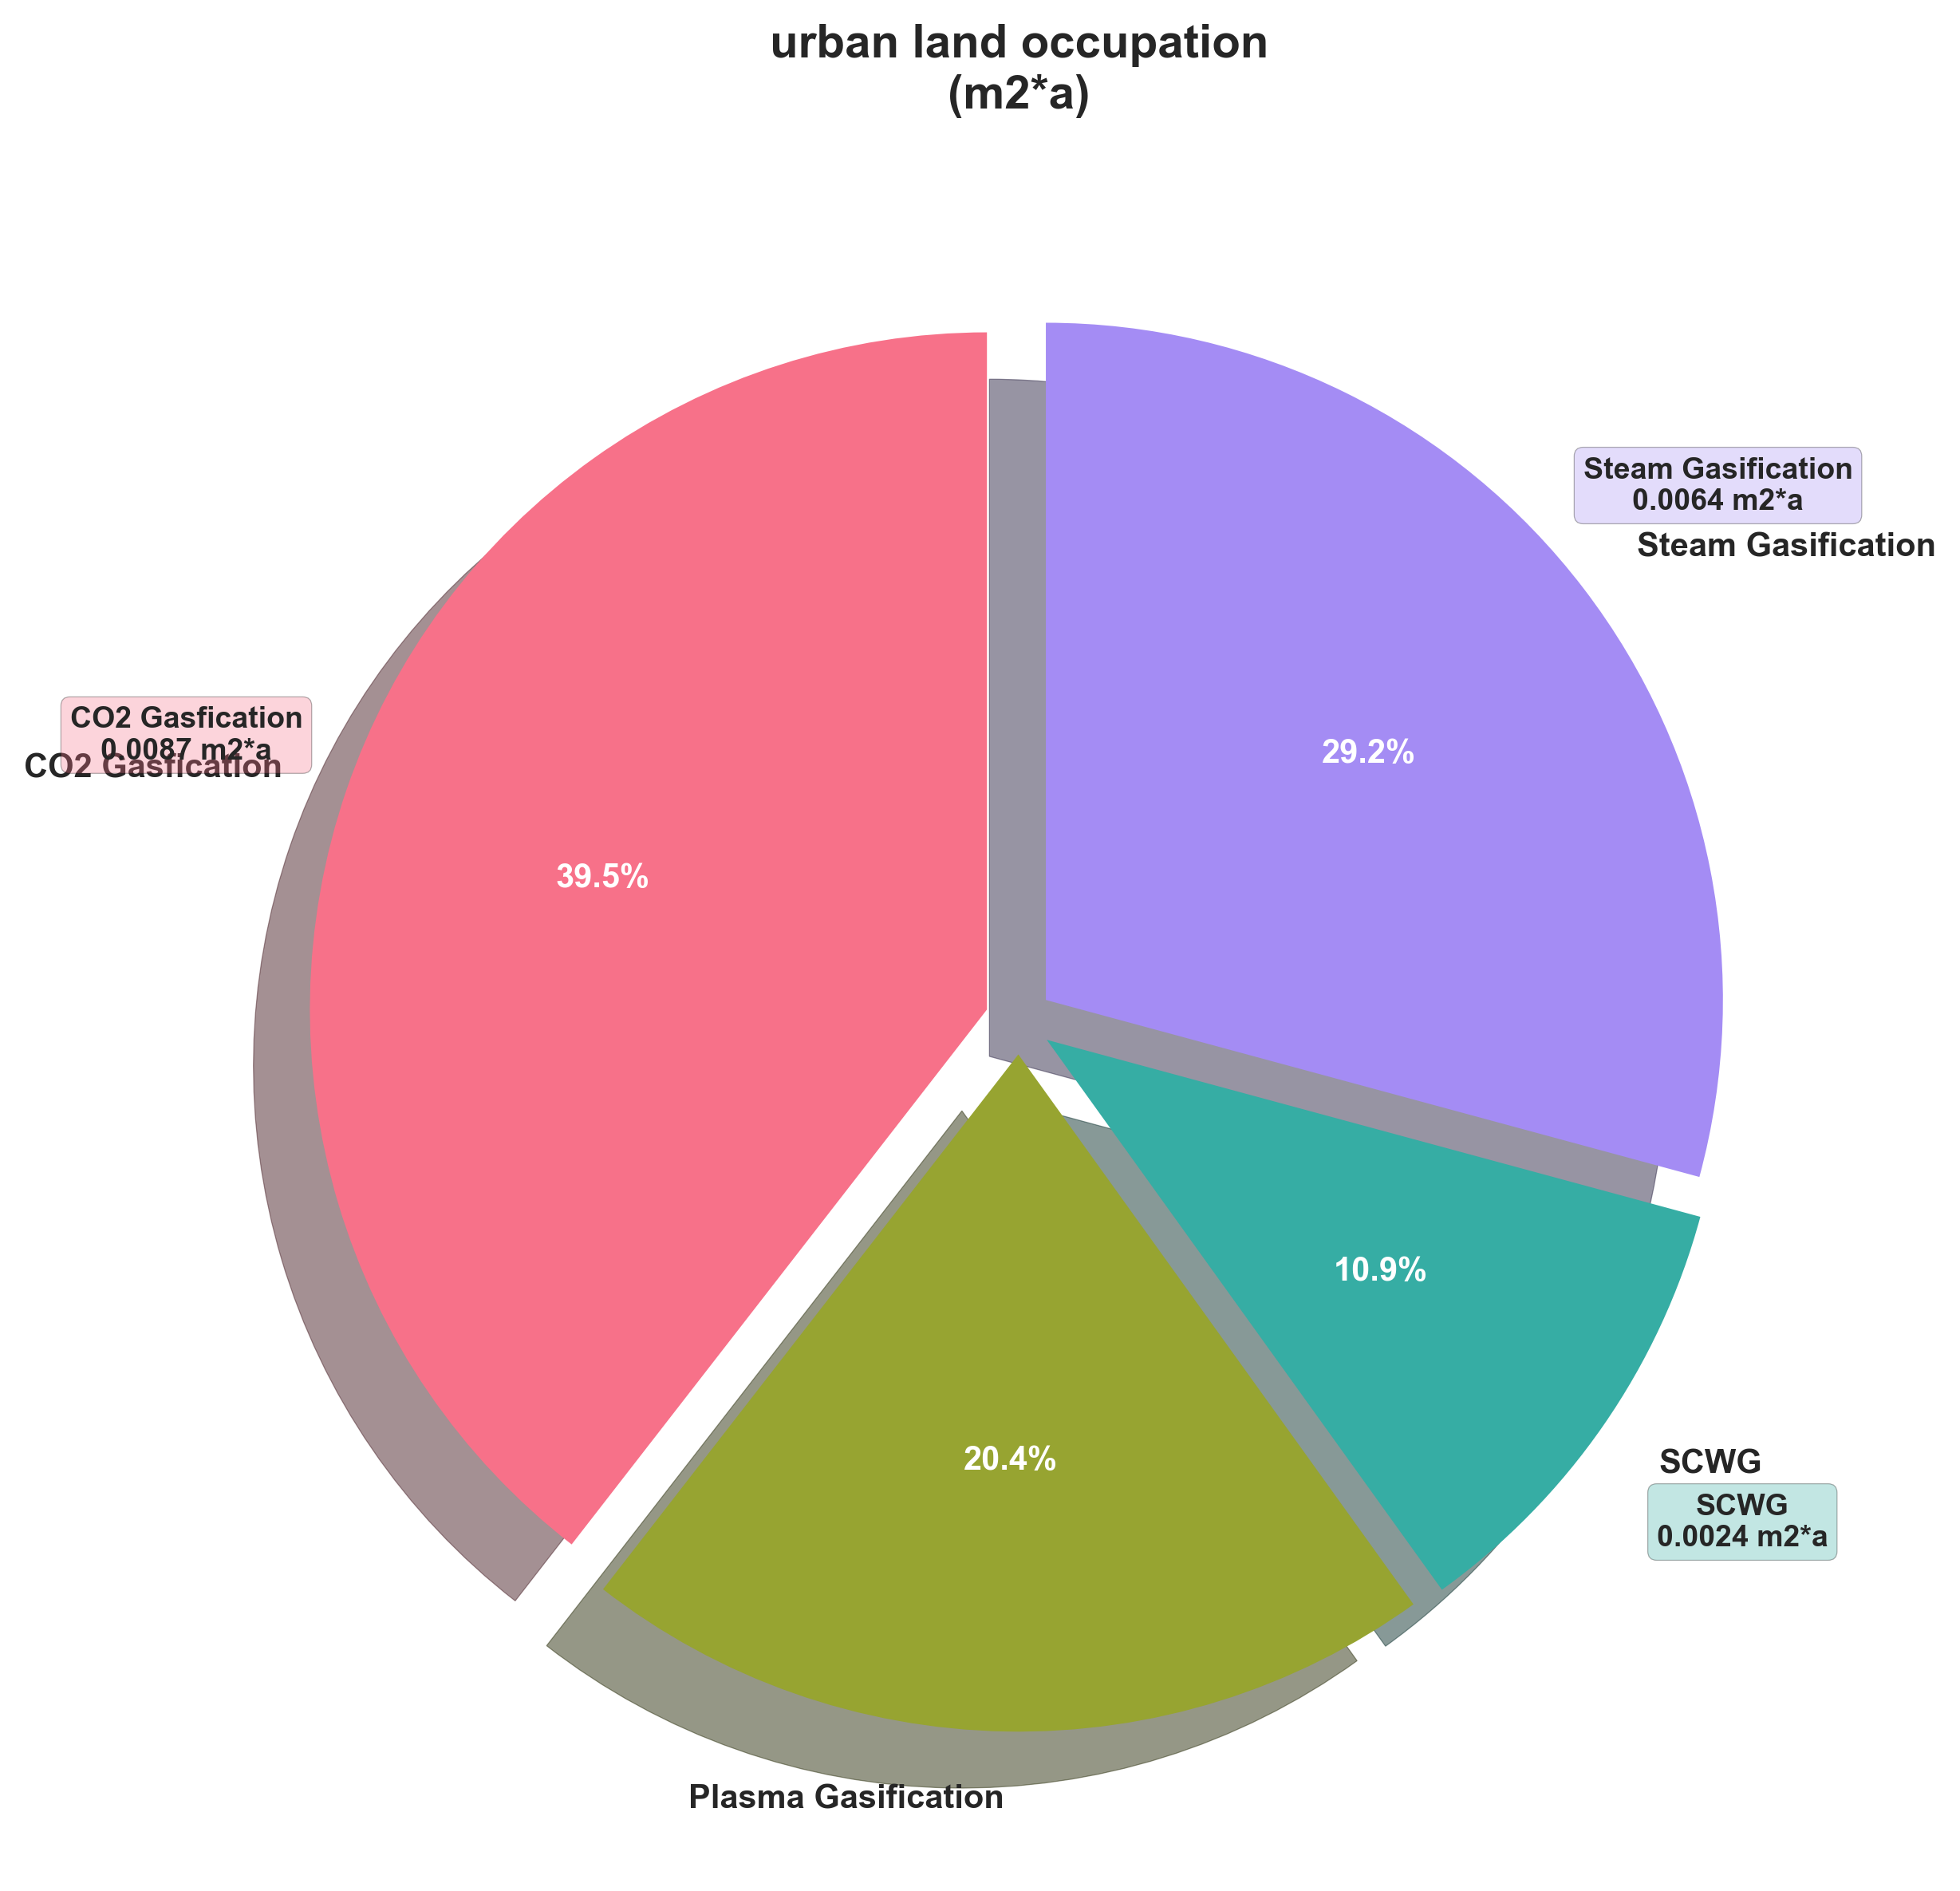 urban land occupation
(m2*a)
Steam Gasification
0.0064 m2*a
Steam Gasification
CO2 Gasfication
0.0087 m2*a
CO2 Gasfication
29.2%
39.5%
10.9%
20.4%
SCWG
SCWG
0.0024 m2*a
Plasma Gasification